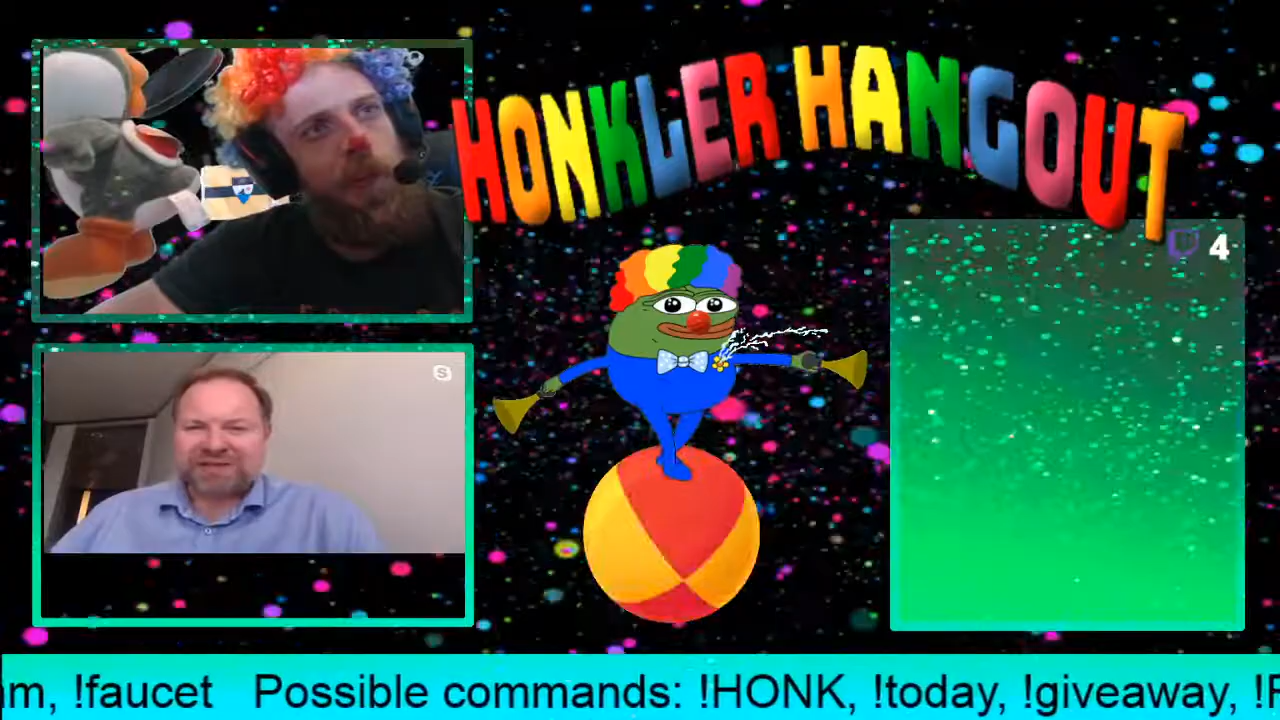 HONKLER HANGOUT
4
!faucet Possible commands: !HONK, !today, !giveaway,